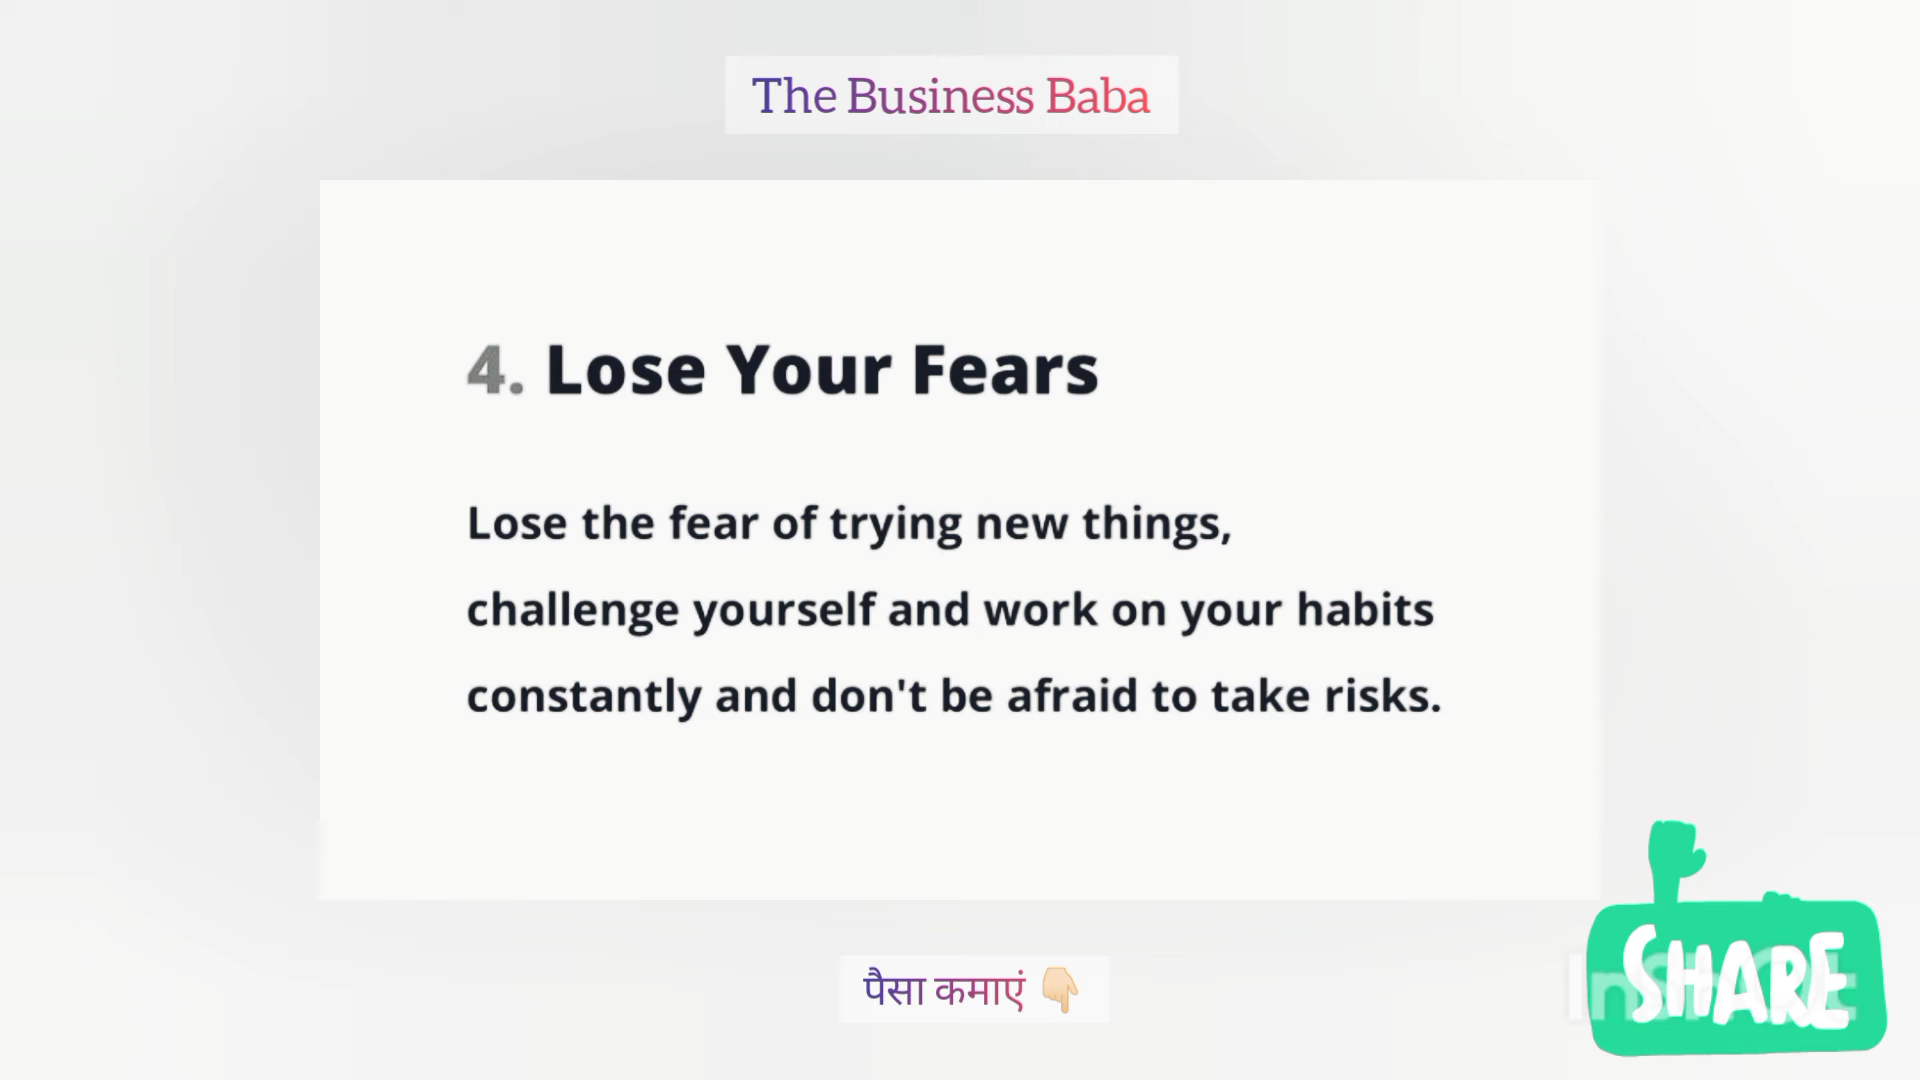 The Business Baba
4. Lose Your Fears
Lose the fear of trying new things,
challenge yourself and work on your habits
constantly and don't be afraid to take risks.
पैसा कमाएं 👇🏻
SHARE